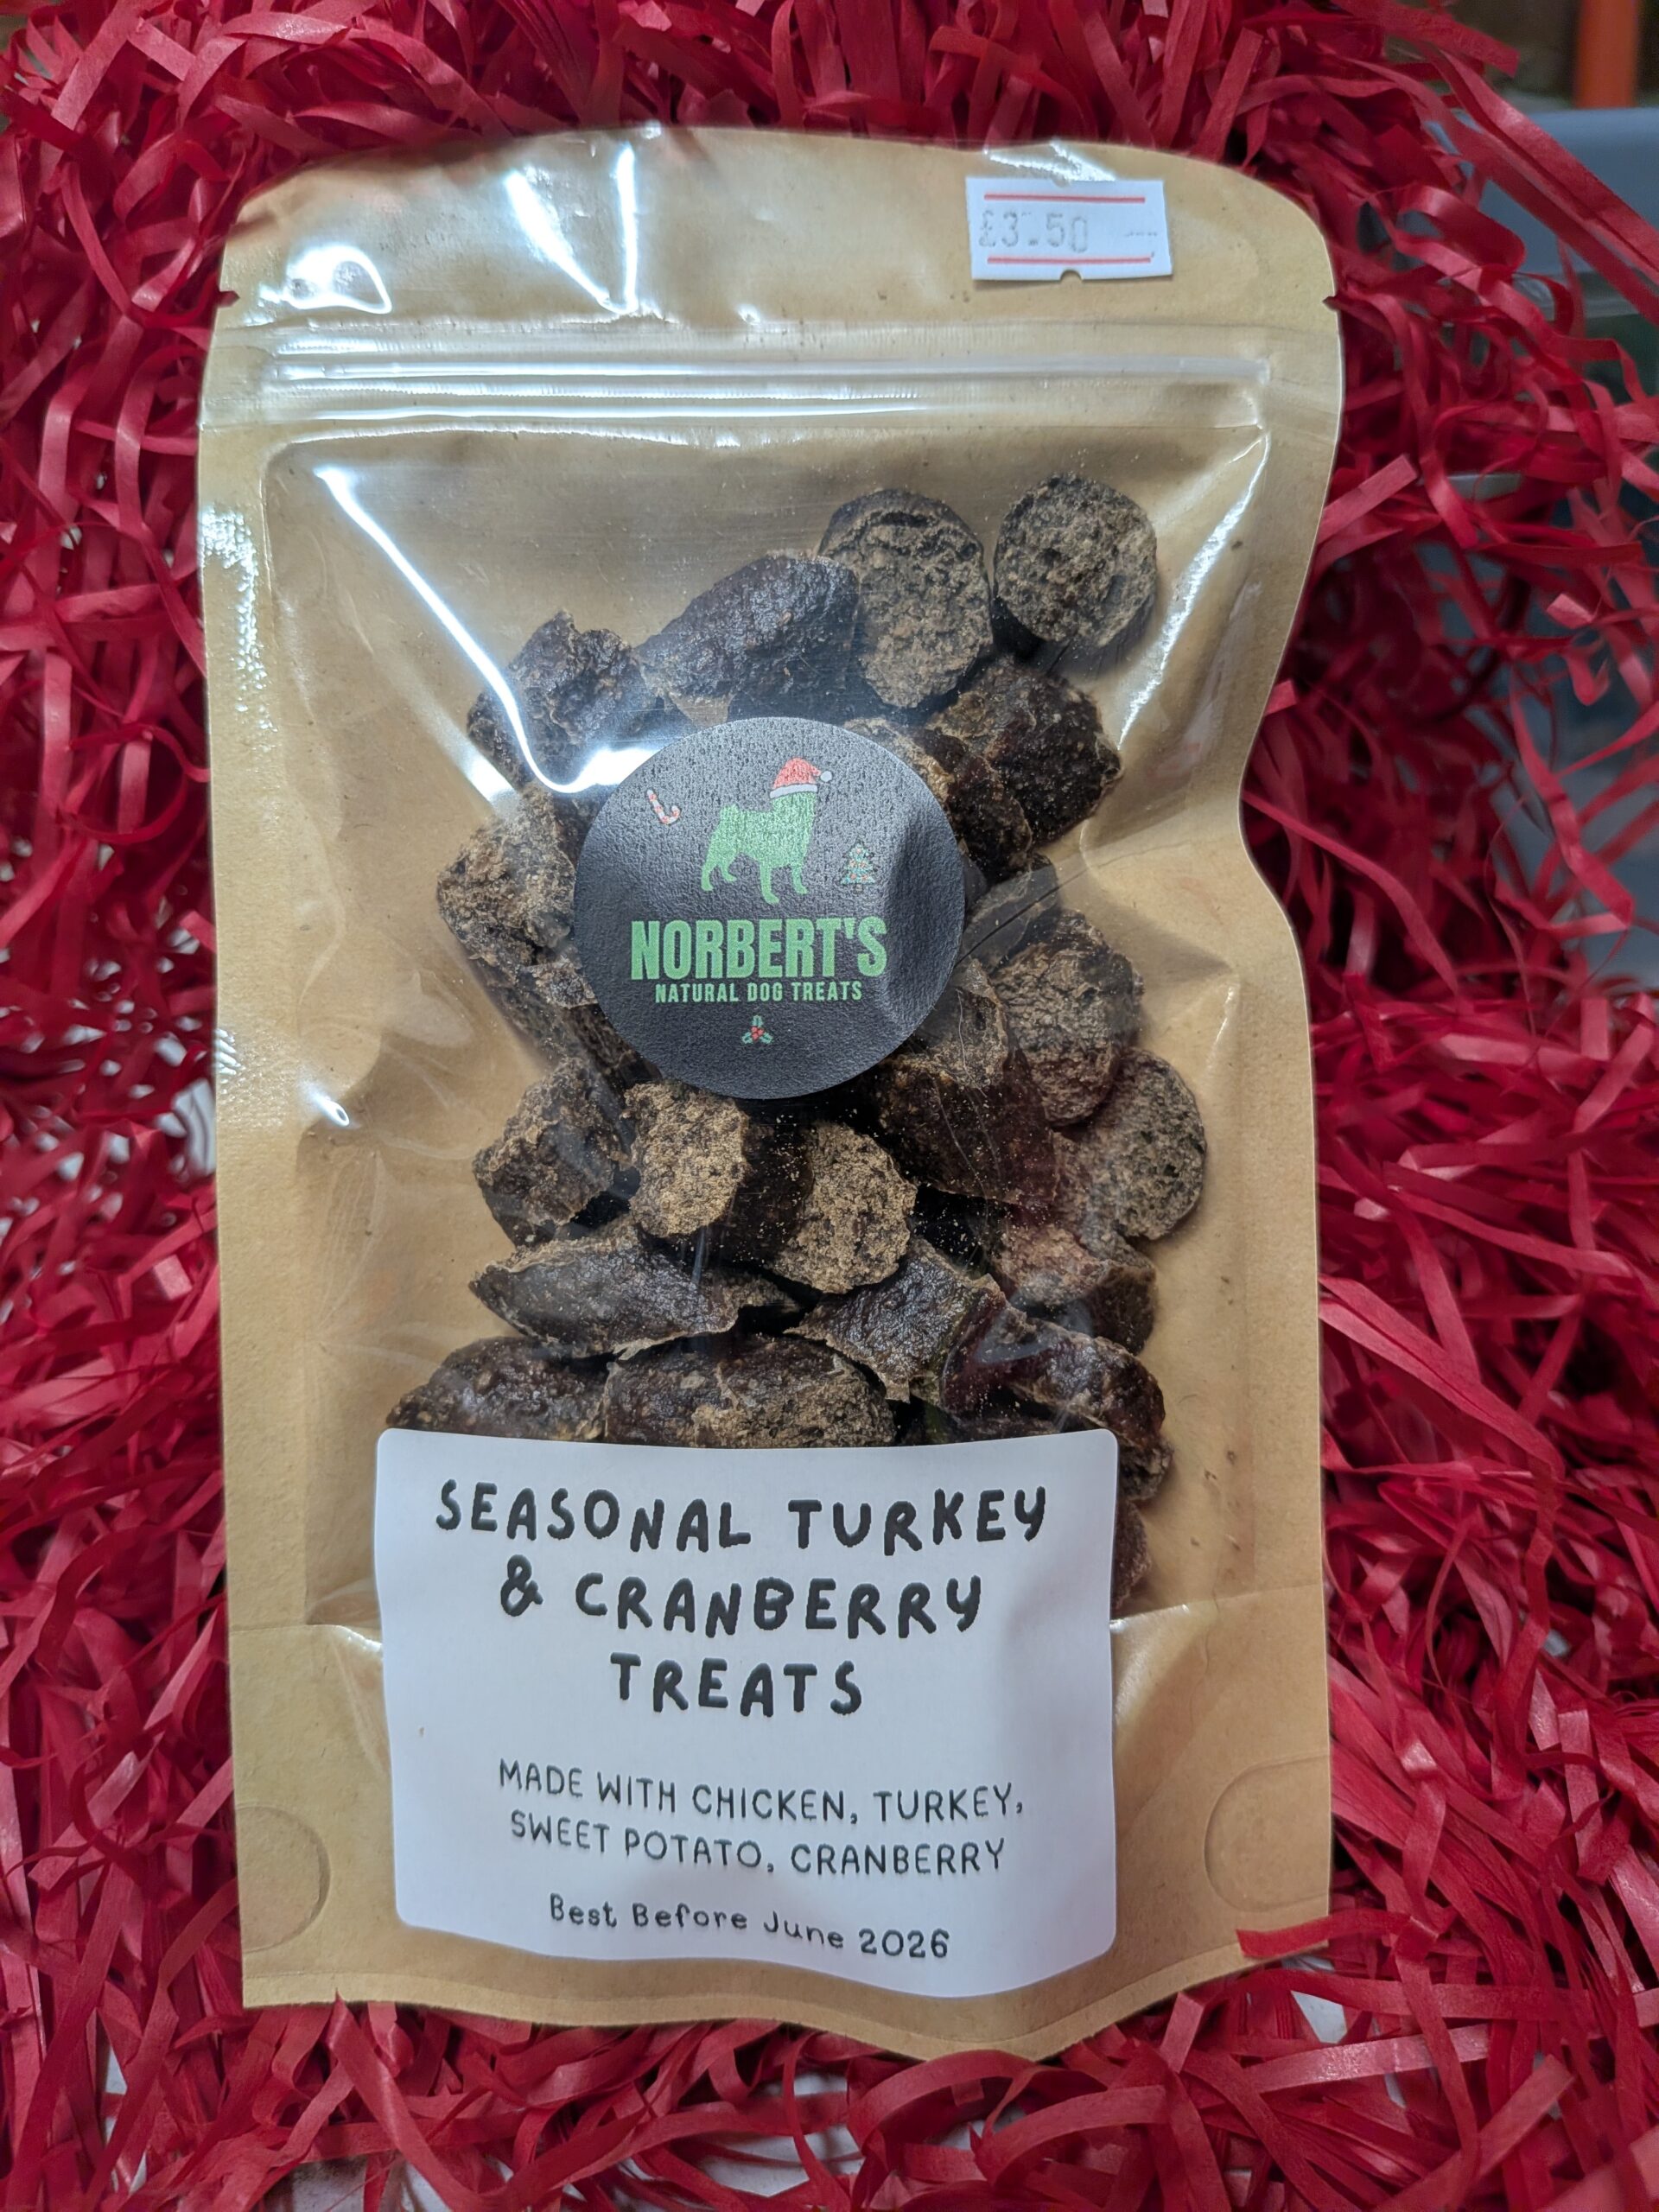 £3.50
NORBERT'S
NATURAL DOG TREATS
SEASONAL TURKEY
& CRANBERRY
TREATS
MADE WITH CHICKEN, TURKEY,
SWEET POTATO, CRANBERRY
Best Before June 2026